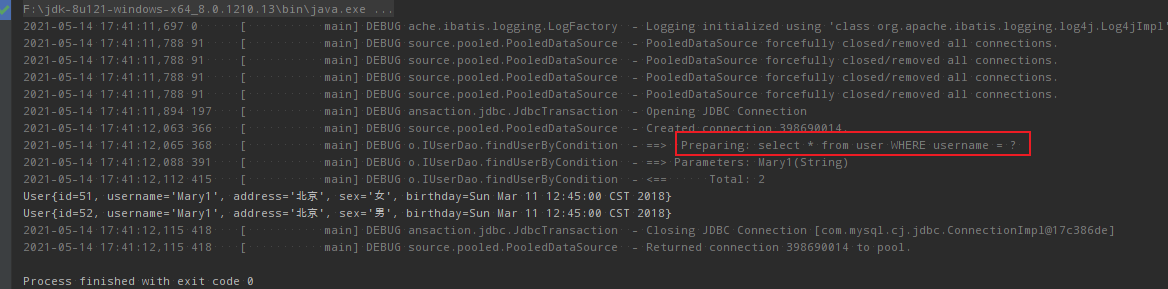 F:\jdk-8u121-windows-x64_8.0.1210.13\bin\java.exe ...
2021-05-14 17:41:11,697 0      [           main] DEBUG ache.ibatis.logging.LogFactory  - Logging initialized using 'class org.apache.ibatis.logging.log4j.Log4jImpl'
2021-05-14 17:41:11,788 91     [           main] DEBUG source.pooled.PooledDataSource  - PooledDataSource forcefully closed/removed all connections.
2021-05-14 17:41:11,788 91     [           main] DEBUG source.pooled.PooledDataSource  - PooledDataSource forcefully closed/removed all connections.
2021-05-14 17:41:11,788 91     [           main] DEBUG source.pooled.PooledDataSource  - PooledDataSource forcefully closed/removed all connections.
2021-05-14 17:41:11,788 91     [           main] DEBUG source.pooled.PooledDataSource  - PooledDataSource forcefully closed/removed all connections.
2021-05-14 17:41:11,894 197    [           main] DEBUG ansaction.jdbc.JdbcTransaction  - Opening JDBC Connection
2021-05-14 17:41:12,063 366    [           main] DEBUG source.pooled.PooledDataSource  - Created connection 398690014.
2021-05-14 17:41:12,065 368    [           main] DEBUG o.IUserDao.findUserByCondition  - ==>  Preparing: select * from user WHERE username = ?
2021-05-14 17:41:12,088 391    [           main] DEBUG o.IUserDao.findUserByCondition  - ==> Parameters: Mary1(String)
2021-05-14 17:41:12,112 415    [           main] DEBUG o.IUserDao.findUserByCondition  - <==      Total: 2
User{id=51, username='Mary1', address='北京', sex='女', birthday=Sun Mar 11 12:45:00 CST 2018}
User{id=52, username='Mary1', address='北京', sex='男', birthday=Sun Mar 11 12:45:00 CST 2018}
2021-05-14 17:41:12,115 418    [           main] DEBUG ansaction.jdbc.JdbcTransaction  - Closing JDBC Connection [com.mysql.cj.jdbc.ConnectionImpl@17c386de]
2021-05-14 17:41:12,115 418    [           main] DEBUG source.pooled.PooledDataSource  - Returned connection 398690014 to pool.
Process finished with exit code 0